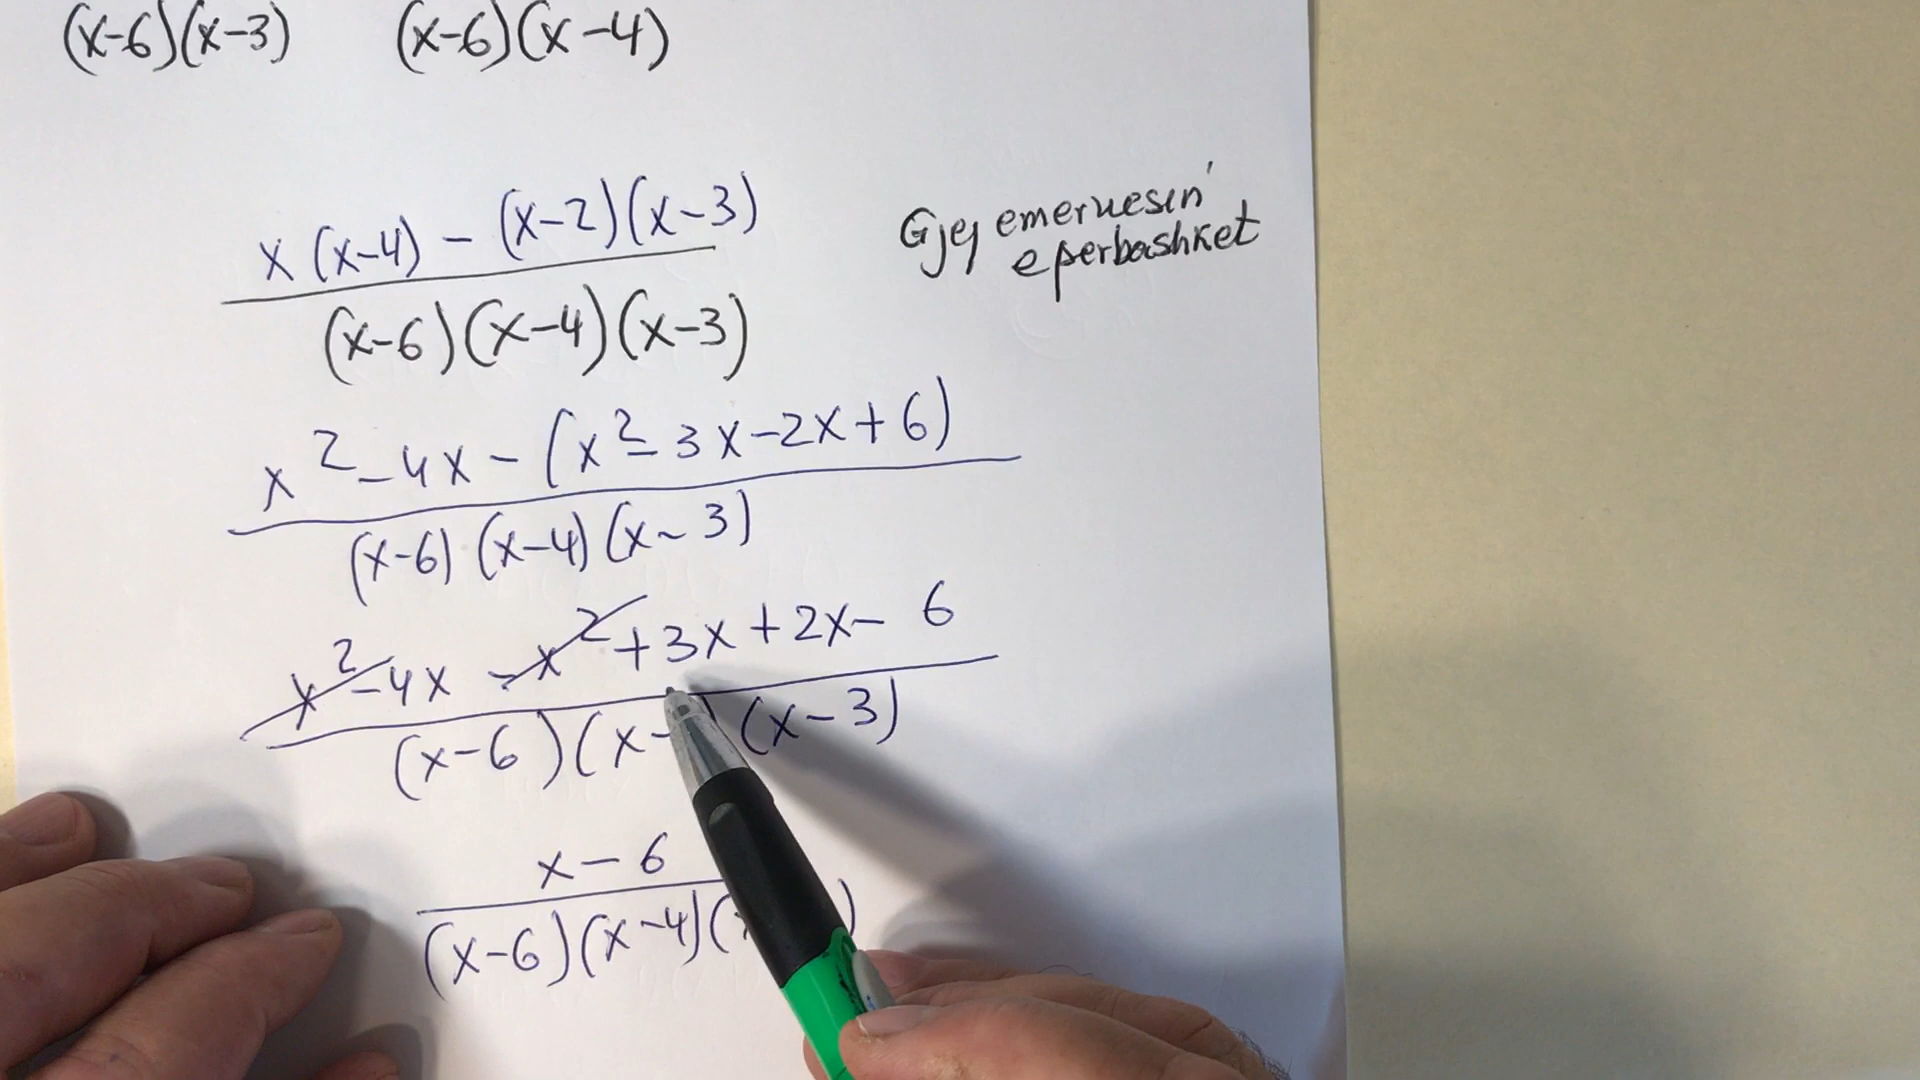 (x-6)(x-3) (x-6)(x-4)
x(x-4) - (x-2)(x-3)
(x-6)(x-4)(x-3)
Gjej emeruesin
e perbashket
x² - 4x - (x² - 3x - 2x + 6)
(x-6)(x-4)(x-3)
x² - 4x - x² + 3x + 2x - 6
(x-6)(x- (x-3)
x - 6
(x-6)(x-4)( )